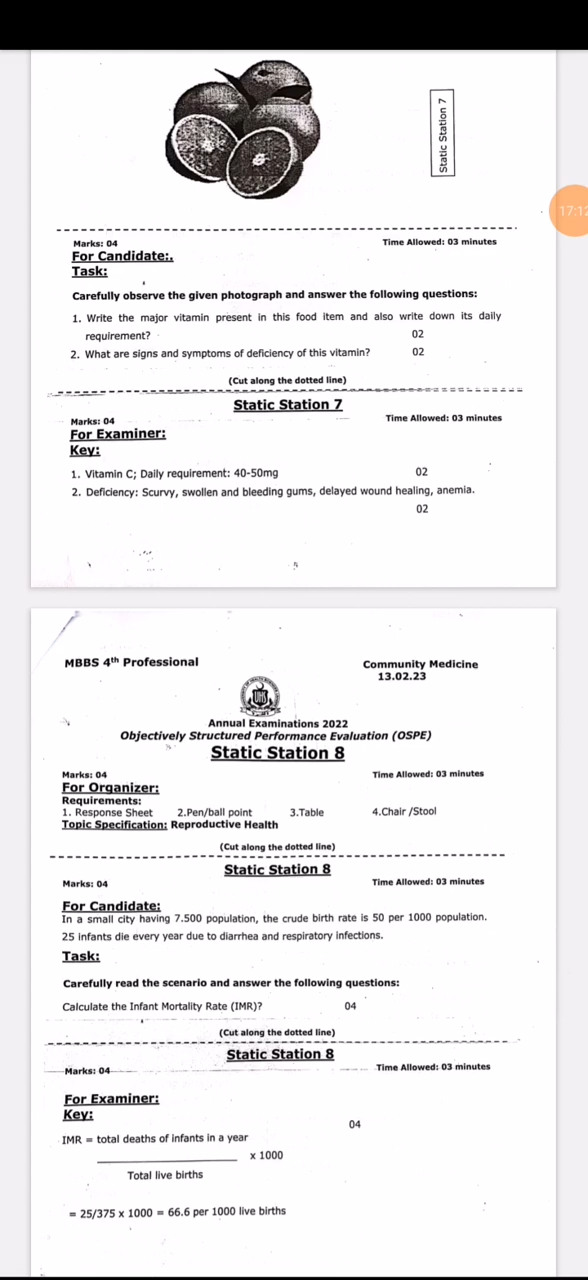 Static Station 7
17:12
Marks: 04
Time Allowed: 03 minutes
For Candidate:.
Task:
Carefully observe the given photograph and answer the following questions:
1. Write the major vitamin present in this food item and also write down its daily
requirement? 02
2. What are signs and symptoms of deficiency of this vitamin? 02
(Cut along the dotted line)
Static Station 7
Marks: 04
Time Allowed: 03 minutes
For Examiner:
Key:
1. Vitamin C; Daily requirement: 40-50mg 02
2. Deficiency: Scurvy, swollen and bleeding gums, delayed wound healing, anemia.
02
MBBS 4th Professional
Community Medicine
13.02.23
UHS
Annual Examinations 2022
Objectively Structured Performance Evaluation (OSPE)
Static Station 8
Marks: 04
Time Allowed: 03 minutes
For Organizer:
Requirements:
1. Response Sheet 2.Pen/ball point 3.Table 4.Chair /Stool
Topic Specification: Reproductive Health
(Cut along the dotted line)
Static Station 8
Marks: 04
Time Allowed: 03 minutes
For Candidate:
In a small city having 7.500 population, the crude birth rate is 50 per 1000 population.
25 infants die every year due to diarrhea and respiratory infections.
Task:
Carefully read the scenario and answer the following questions:
Calculate the Infant Mortality Rate (IMR)? 04
(Cut along the dotted line)
Static Station 8
Marks: 04
Time Allowed: 03 minutes
For Examiner:
Key:
04
IMR = total deaths of infants in a year
x 1000
Total live births
= 25/375 x 1000 = 66.6 per 1000 live births